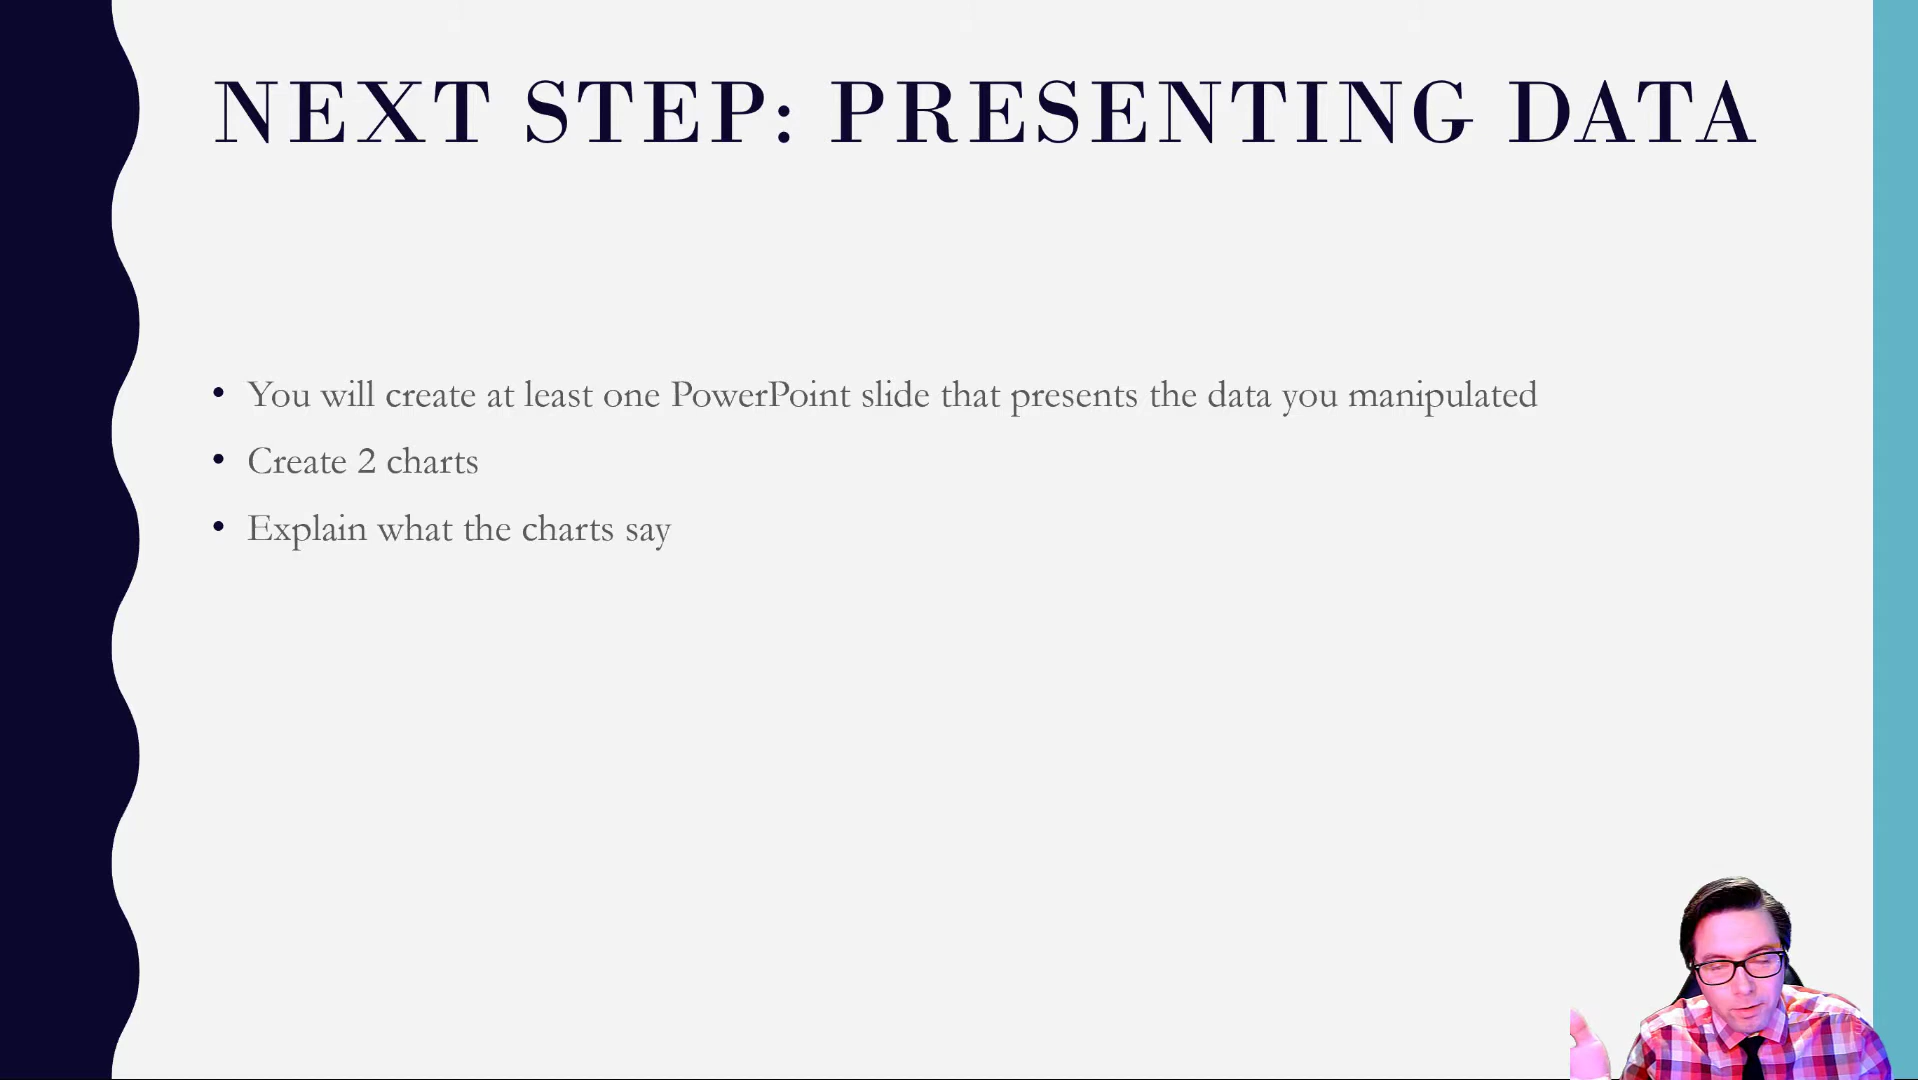 NEXT STEP: PRESENTING DATA
• You will create at least one PowerPoint slide that presents the data you manipulated
• Create 2 charts
• Explain what the charts say